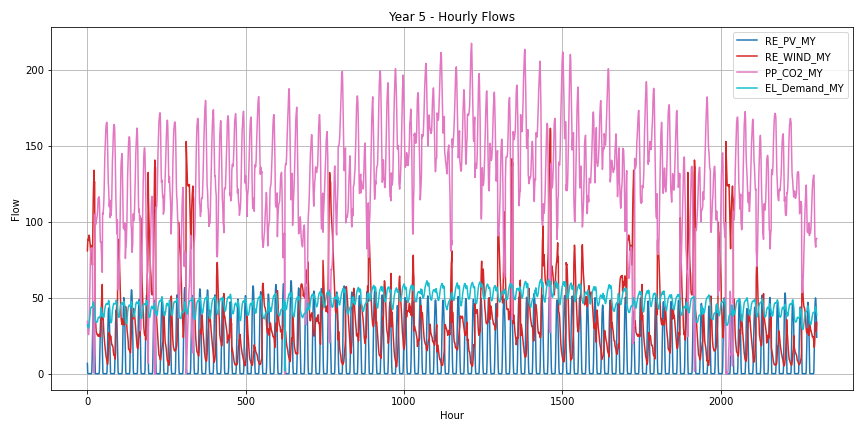 Year 5 - Hourly Flows
RE_PV_MY
RE_WIND_MY
PP_CO2_MY
EL_Demand_MY
200
150
100
50
0
Flow
0 500 1000 1500 2000
Hour